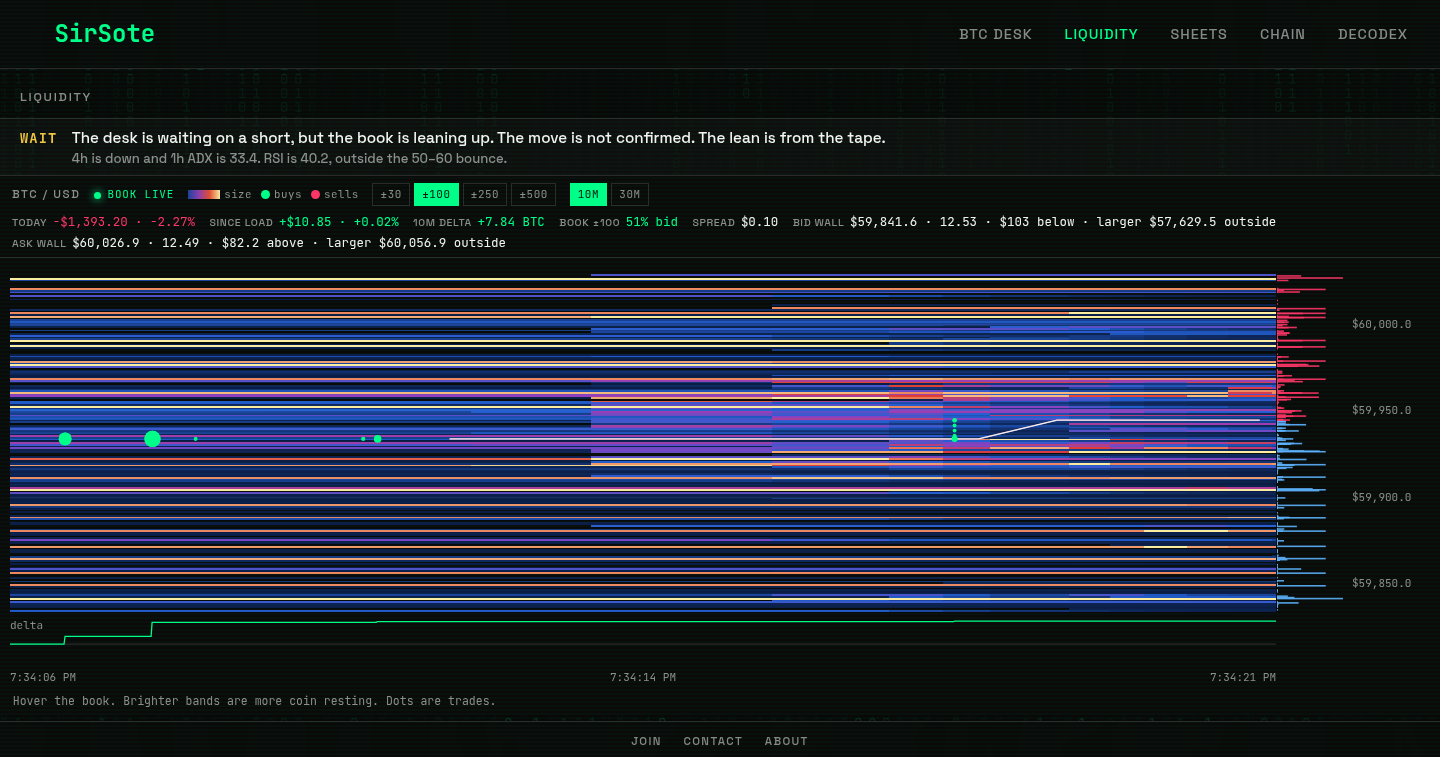 SirSote
BTC DESK LIQUIDITY SHEETS CHAIN DECODEX
LIQUIDITY
WAIT The desk is waiting on a short, but the book is leaning up. The move is not confirmed. The lean is from the tape.
4h is down and 1h ADX is 33.4. RSI is 40.2, outside the 50–60 bounce.
BTC / USD BOOK LIVE size buys sells ±30 ±100 ±250 ±500 10M 30M
TODAY -$1,393.20 · -2.27% SINCE LOAD +$10.85 · +0.02% 10M DELTA +7.84 BTC BOOK ±100 51% bid SPREAD $0.10 BID WALL $59,841.6 · 12.53 · $103 below · larger $57,629.5 outside
ASK WALL $60,026.9 · 12.49 · $82.2 above · larger $60,056.9 outside
$60,000.0
$59,950.0
$59,900.0
$59,850.0
delta
7:34:06 PM 7:34:14 PM 7:34:21 PM
Hover the book. Brighter bands are more coin resting. Dots are trades.
JOIN CONTACT ABOUT